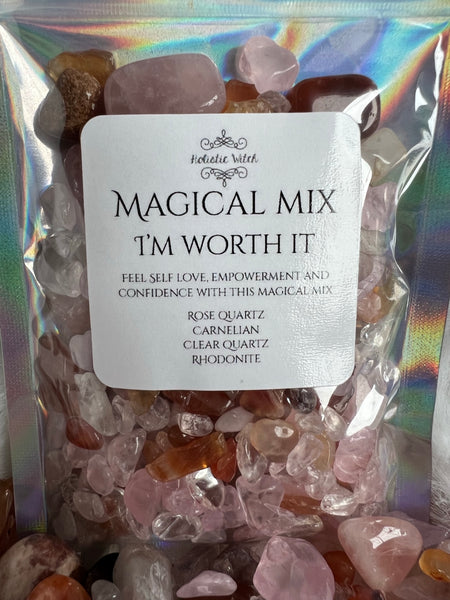 Holistic Witch
MAGICAL MIX
I'M WORTH IT
FEEL SELF LOVE, EMPOWERMENT AND
CONFIDENCE WITH THIS MAGICAL MIX
ROSE QUARTZ
CARNELIAN
CLEAR QUARTZ
RHODONITE